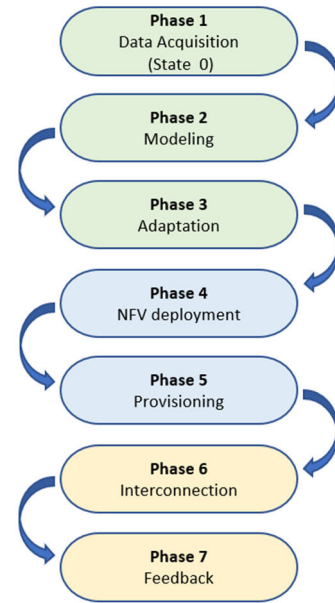 Phase 1
Data Acquisition
(State 0)
Phase 2
Modeling
Phase 3
Adaptation
Phase 4
NFV deployment
Phase 5
Provisioning
Phase 6
Interconnection
Phase 7
Feedback